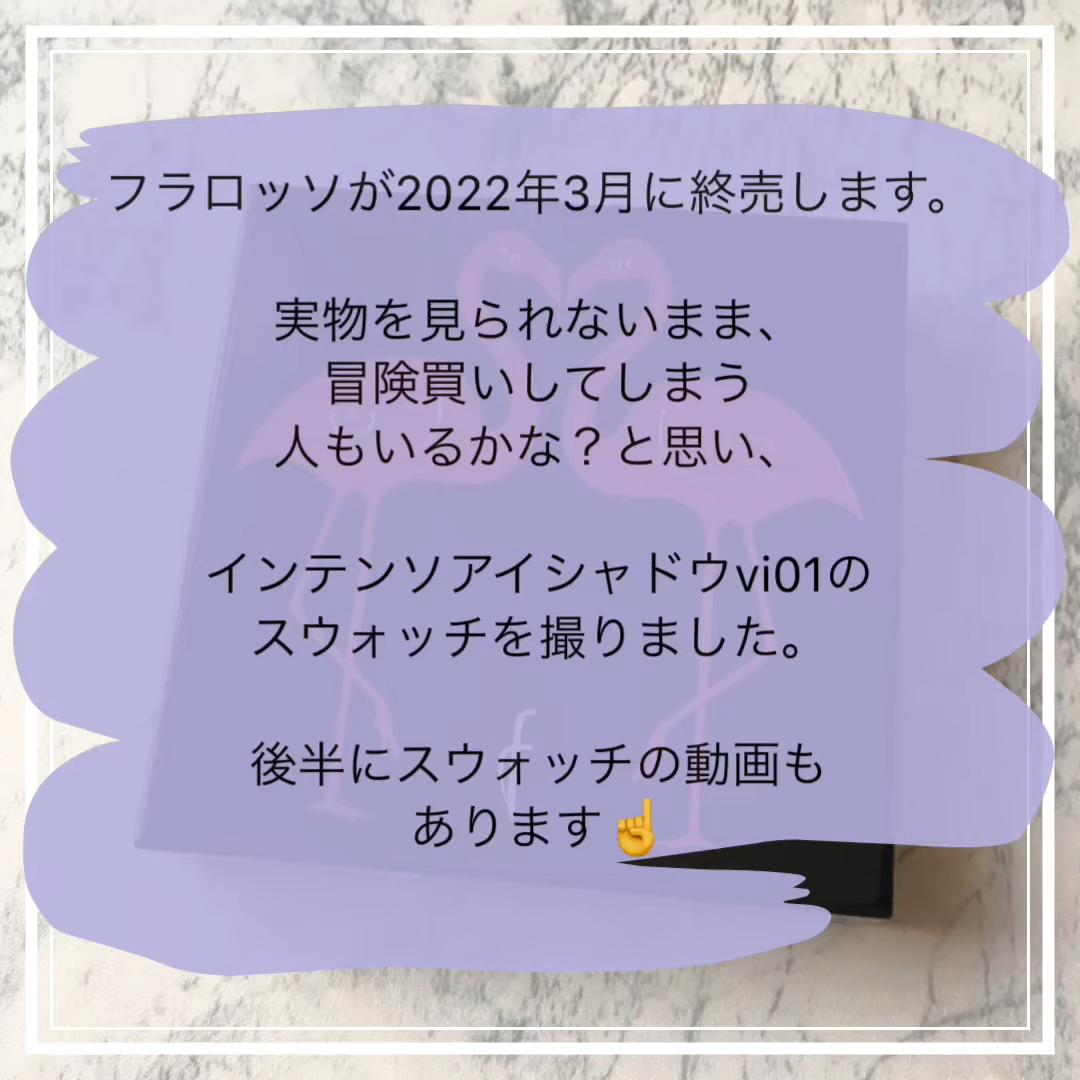 フラロッソが2022年3月に終売します。
実物を見られないまま、
冒険買いしてしまう
人もいるかな？と思い、
インテンソアイシャドウvi01の
スウォッチを撮りました。
後半にスウォッチの動画も
あります☝